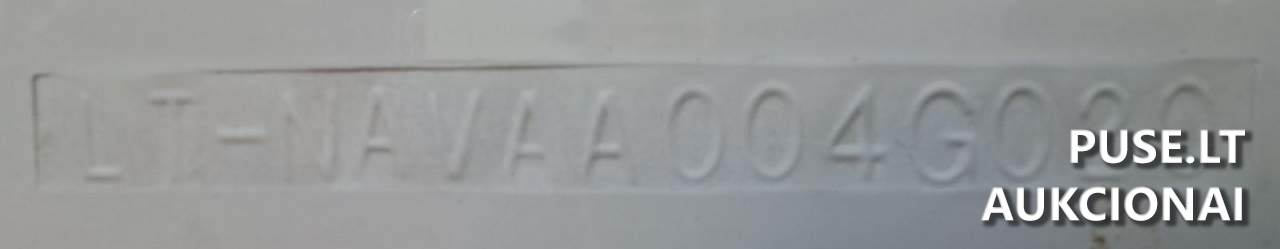 LT-NAVAA004G020
PUSE.LT
AUKCIONAI